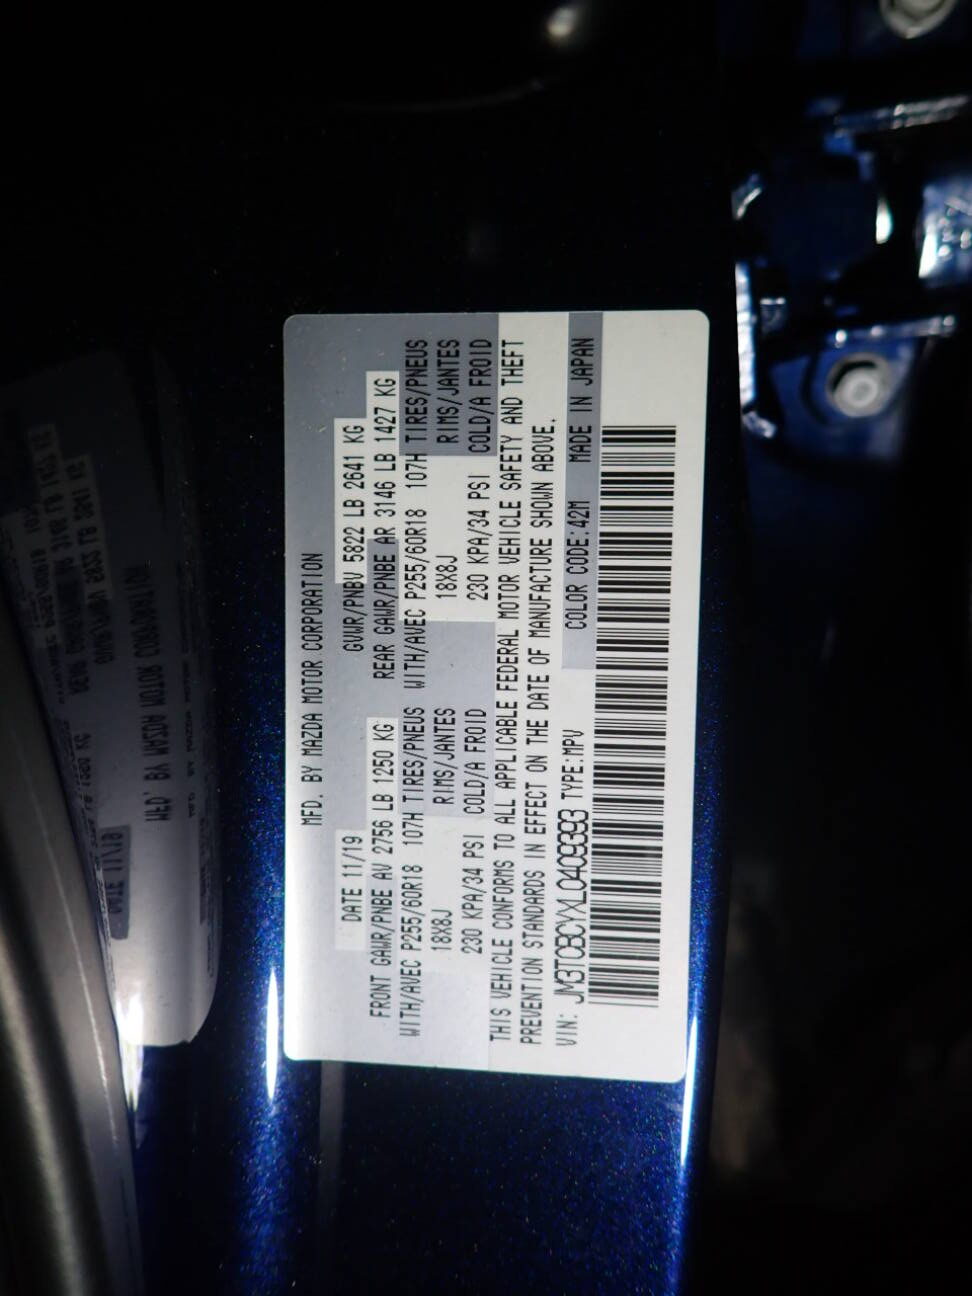 MFD. BY MAZDA MOTOR CORPORATION
DATE 11/19 GVWR/PNBV 5822 LB 2641 KG
FRONT GAWR/PNBE AV 2756 LB 1250 KG REAR GAWR/PNBE AR 3146 LB 1427 KG
WITH/AVEC P255/60R18 107H TIRES/PNEUS WITH/AVEC P255/60R18 107H TIRES/PNEUS
18X8J RIMS/JANTES 18X8J RIMS/JANTES
230 KPA/34 PSI COLD/A FROID 230 KPA/34 PSI COLD/A FROID
THIS VEHICLE CONFORMS TO ALL APPLICABLE FEDERAL MOTOR VEHICLE SAFETY AND THEFT
PREVENTION STANDARDS IN EFFECT ON THE DATE OF MANUFACTURE SHOWN ABOVE.
VIN: JM3TCBCYXL0409393 TYPE:MPV COLOR CODE:42M MADE IN JAPAN